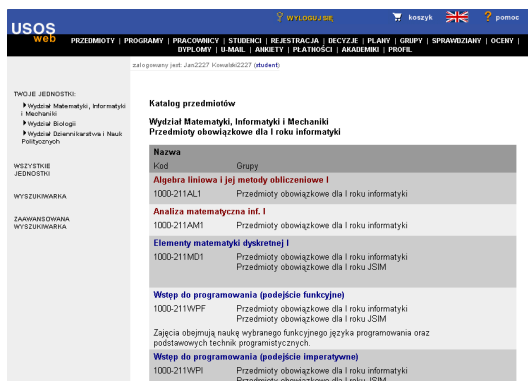 USOS
web
WYLOGUJ SIĘ
koszyk
pomoc
PRZEDMIOTY | PROGRAMY | PRACOWNICY | STUDENCI | REJESTRACJA | DECYZJE | PLANY | GRUPY | SPRAWDZIANY | OCENY |
DYPLOMY | U-MAIL | ANKIETY | PŁATNOŚCI | AKADEMIKI | PROFIL
zalogowany jest: Jan2227 Kowalski2227 (student)
TWOJE JEDNOSTKI:
Wydział Matematyki, Informatyki
i Mechaniki
Wydział Biologii
Wydział Dziennikarstwa i Nauk
Politycznych
WSZYSTKIE
JEDNOSTKI
WYSZUKIWARKA
ZAAWANSOWANA
WYSZUKIWARKA
Katalog przedmiotów
Wydział Matematyki, Informatyki i Mechaniki
Przedmioty obowiązkowe dla I roku informatyki
Nazwa
Kod Grupy
Algebra liniowa i jej metody obliczeniowe I
1000-211AL1 Przedmioty obowiązkowe dla I roku informatyki
Analiza matematyczna inf. I
1000-211AM1 Przedmioty obowiązkowe dla I roku informatyki
Elementy matematyki dyskretnej I
1000-211MD1 Przedmioty obowiązkowe dla I roku informatyki
Przedmioty obowiązkowe dla I roku JSIM
Wstęp do programowania (podejście funkcyjne)
1000-211WPF Przedmioty obowiązkowe dla I roku informatyki
Przedmioty obowiązkowe dla I roku JSIM
Zajęcia obejmują naukę wybranego funkcyjnego języka programowania oraz
podstawowych technik programistycznych.
Wstęp do programowania (podejście imperatywne)
1000-211WPI Przedmioty obowiązkowe dla I roku informatyki
Przedmioty obowiązkowe dla I roku JSIM